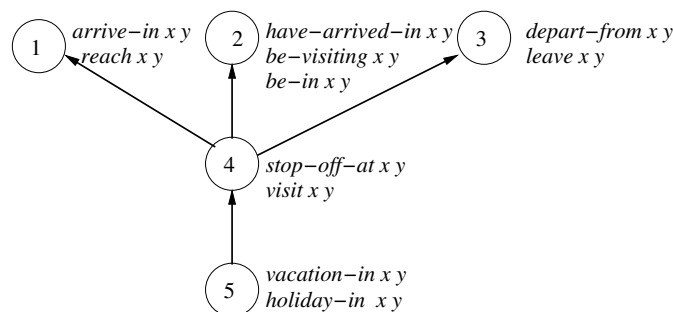 1
arrive−in x y
reach x y
2
have−arrived−in x y
be−visiting x y
be−in x y
3
depart−from x y
leave x y
4
stop−off−at x y
visit x y
5
vacation−in x y
holiday−in x y